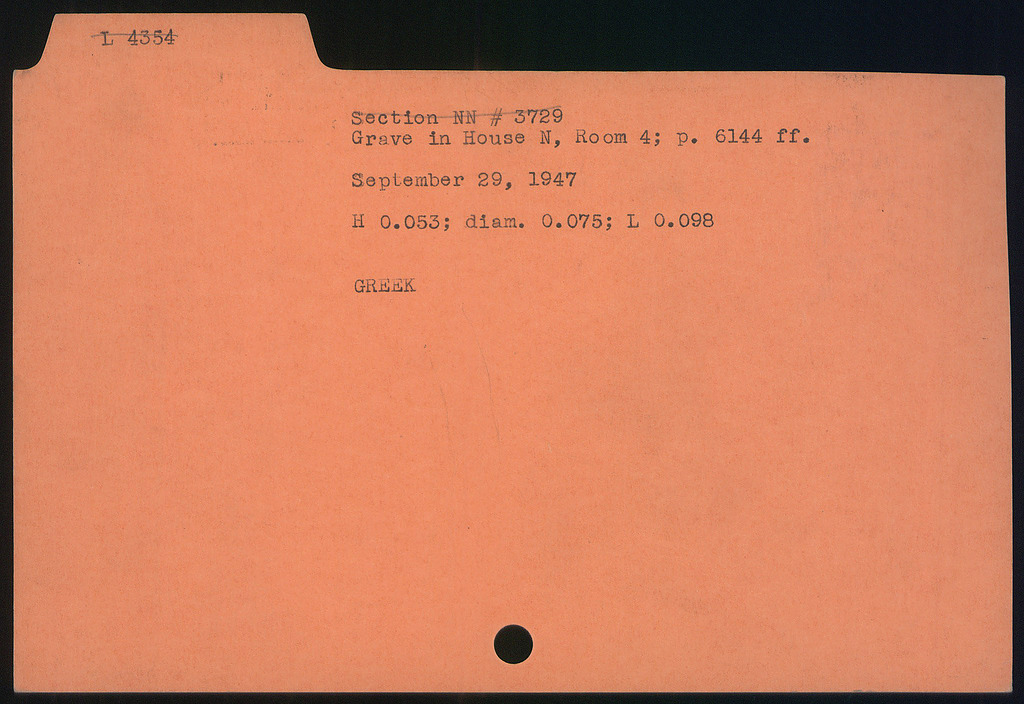 L 4354
Section NN # 3729
Grave in House N, Room 4; p. 6144 ff.
September 29, 1947
H 0.053; diam. 0.075; L 0.098
GREEK